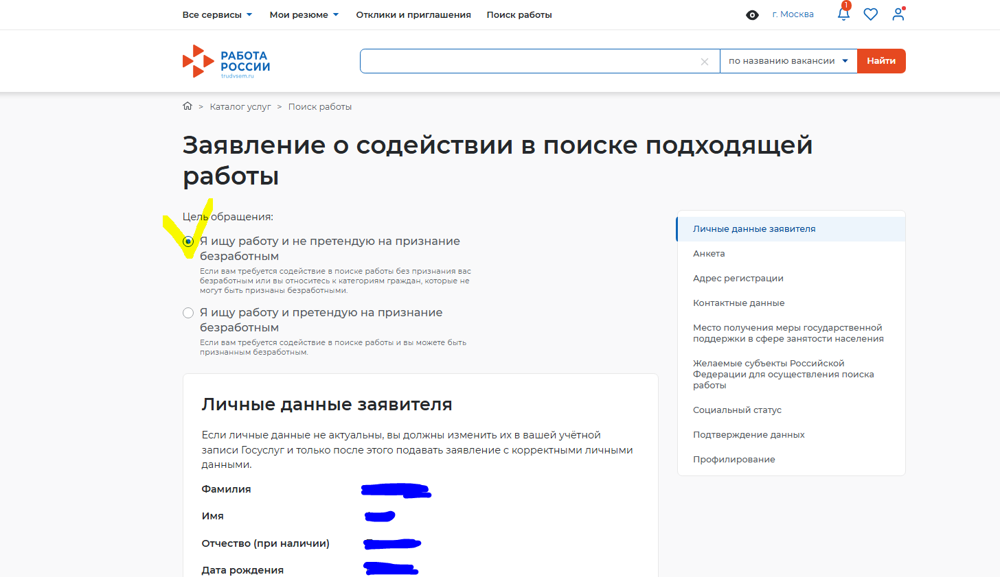 Все сервисы Мои резюме Отклики и приглашения Поиск работы г. Москва 1
РАБОТА
РОССИИ
trudvsem.ru
по названию вакансии Найти
> Каталог услуг > Поиск работы
Заявление о содействии в поиске подходящей
работы
Цель обращения:
Я ищу работу и не претендую на признание
безработным
Если вам требуется содействие в поиске работы без признания вас
безработным или вы относитесь к категориям граждан, которые не
могут быть признаны безработными.
Я ищу работу и претендую на признание
безработным
Если вам требуется содействие в поиске работы и вы можете быть
признанным безработным.
Личные данные заявителя
Если личные данные не актуальны, вы должны изменить их в вашей учётной
записи Госуслуг и только после этого подавать заявление с корректными личными
данными.
Фамилия
Имя
Отчество (при наличии)
Дата рождения
Личные данные заявителя
Анкета
Адрес регистрации
Контактные данные
Место получения меры государственной
поддержки в сфере занятости населения
Желаемые субъекты Российской
Федерации для осуществления поиска
работы
Социальный статус
Подтверждение данных
Профилирование